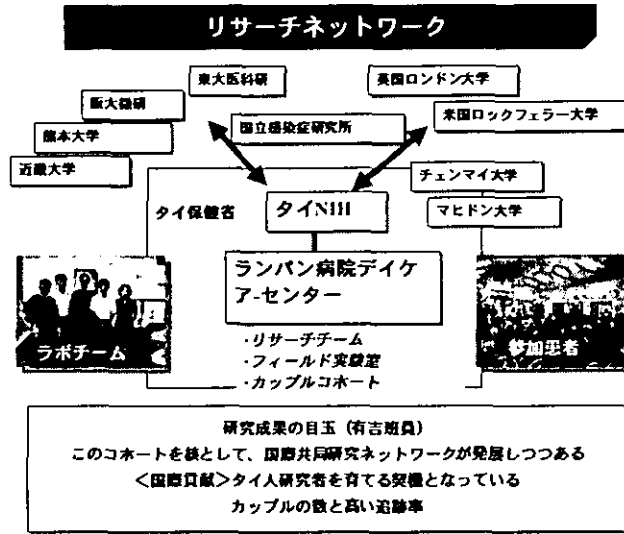 リサーチネットワーク
東大医科研
英国ロンドン大学
阪大微研
国立感染症研究所
米国ロックフェラー大学
熊本大学
近畿大学
チェンマイ大学
タイ保健省
タイNIH
マヒドン大学
ランパン病院デイケ
ア-センター
ラボチーム
参加患者
・リサーチチーム
・フィールド実験室
・カップルコホート
研究成果の目玉（有吉班員）
このコホートを核として、国際共同研究ネットワークが発展しつつある
＜国際貢献＞タイ人研究者を育てる契機となっている
カップルの数と高い追跡率